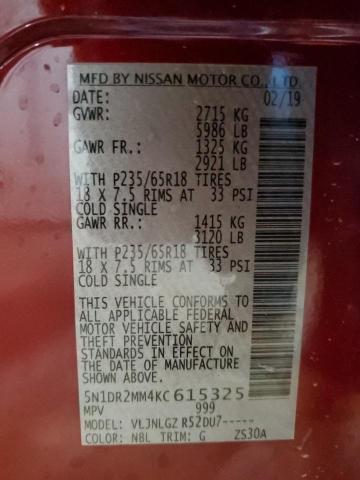 MFD BY NISSAN MOTOR CO., LTD.
DATE: 02/19
GVWR: 2715 KG
5986 LB
GAWR FR.: 1325 KG
2921 LB
WITH P235/65R18 TIRES
18 X 7.5 RIMS AT 33 PSI
COLD SINGLE
GAWR RR.: 1415 KG
3120 LB
WITH P235/65R18 TIRES
18 X 7.5 RIMS AT 33 PSI
COLD SINGLE
THIS VEHICLE CONFORMS TO
ALL APPLICABLE FEDERAL
MOTOR VEHICLE SAFETY AND
THEFT PREVENTION
STANDARDS IN EFFECT ON
THE DATE OF MANUFACTURE
SHOWN ABOVE.
5N1DR2MM4KC615325
MPV 999
MODEL: VLJNLGZ R52DU7-----
COLOR: NBL TRIM: G ZS30A